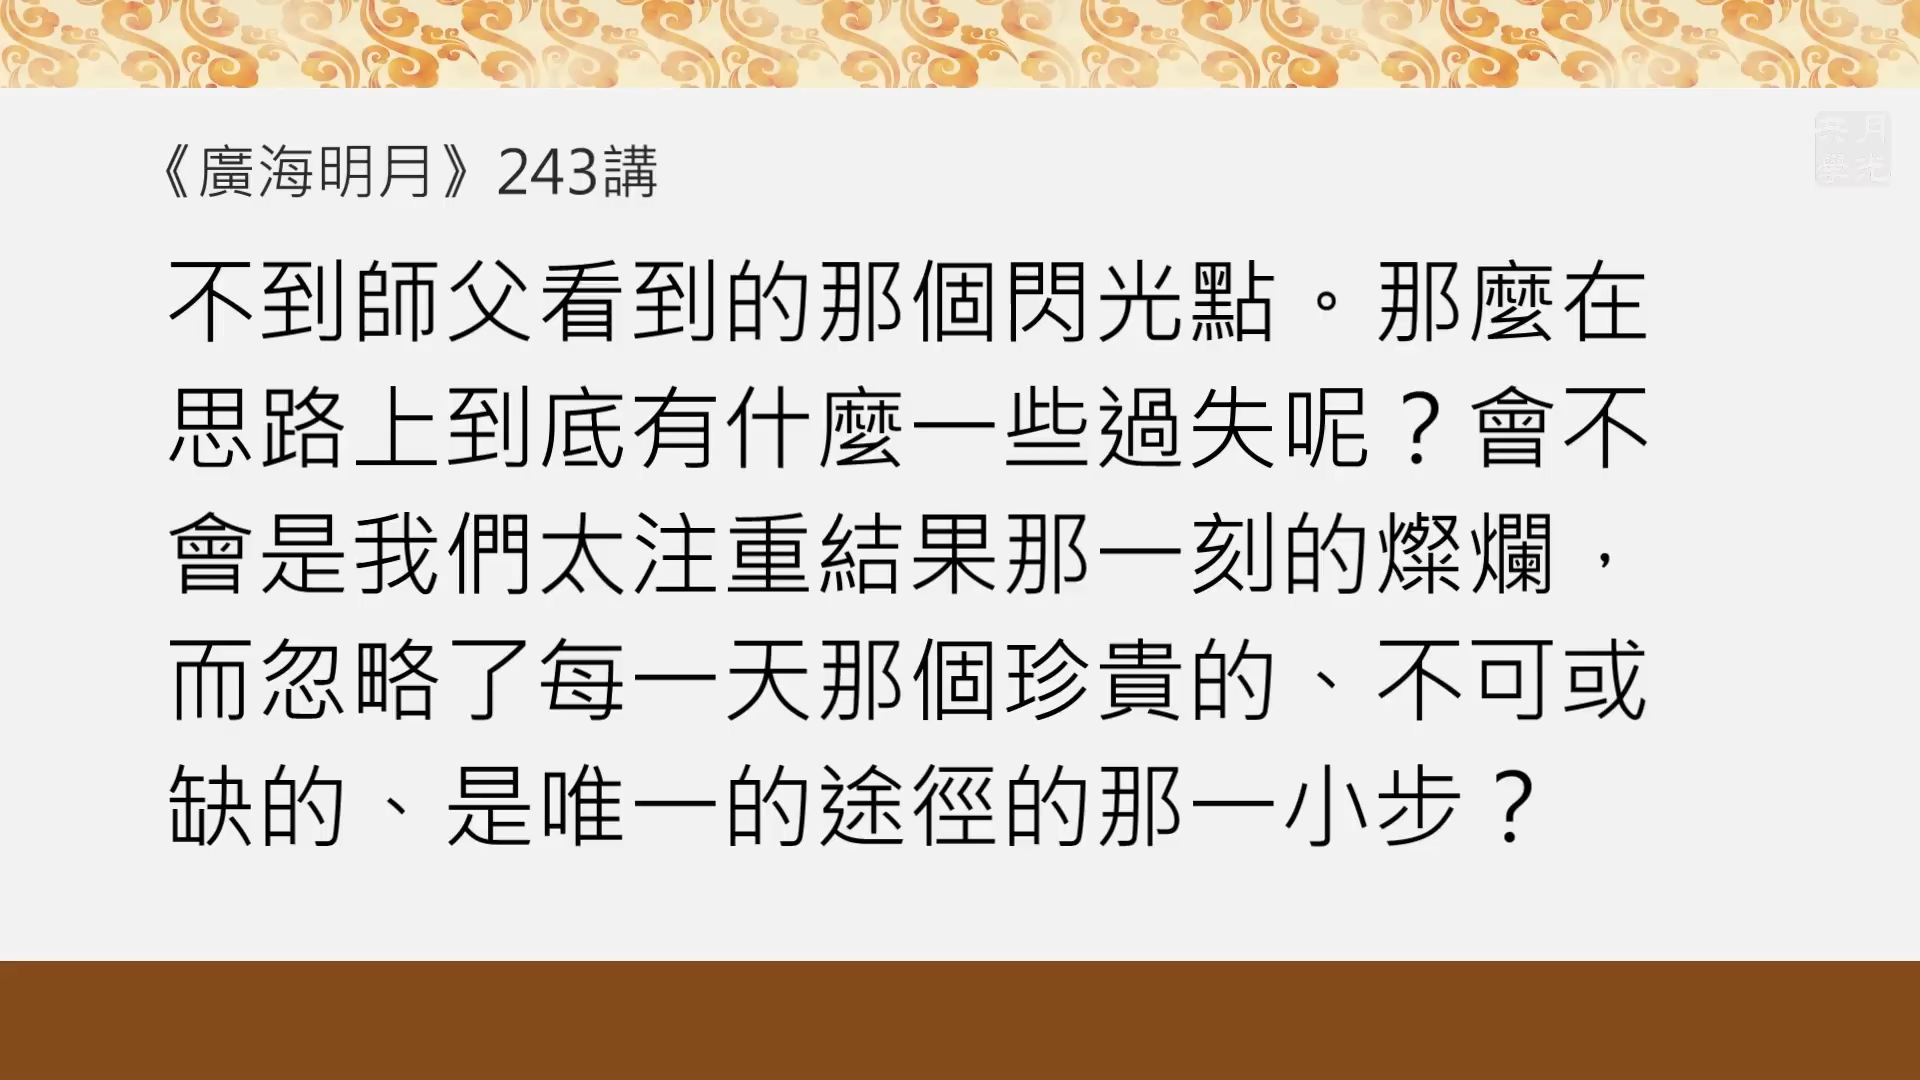 《廣海明月》243講
月光
共學
不到師父看到的那個閃光點。那麼在
思路上到底有什麼一些過失呢？會不
會是我們太注重結果那一刻的燦爛，
而忽略了每一天那個珍貴的、不可或
缺的、是唯一的途徑的那一小步？